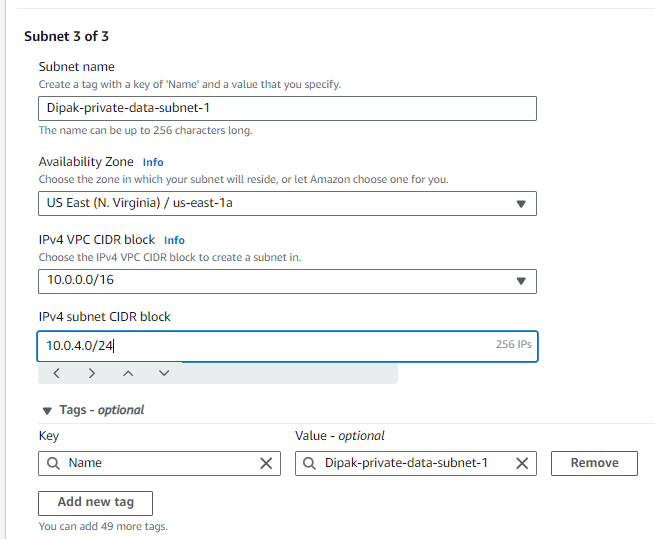 Subnet 3 of 3
Subnet name
Create a tag with a key of 'Name' and a value that you specify.
Dipak-private-data-subnet-1
The name can be up to 256 characters long.
Availability Zone Info
Choose the zone in which your subnet will reside, or let Amazon choose one for you.
US East (N. Virginia) / us-east-1a
IPv4 VPC CIDR block Info
Choose the IPv4 VPC CIDR block to create a subnet in.
10.0.0.0/16
IPv4 subnet CIDR block
10.0.4.0/24 256 IPs
Tags - optional
Key Value - optional
Name Dipak-private-data-subnet-1 Remove
Add new tag
You can add 49 more tags.